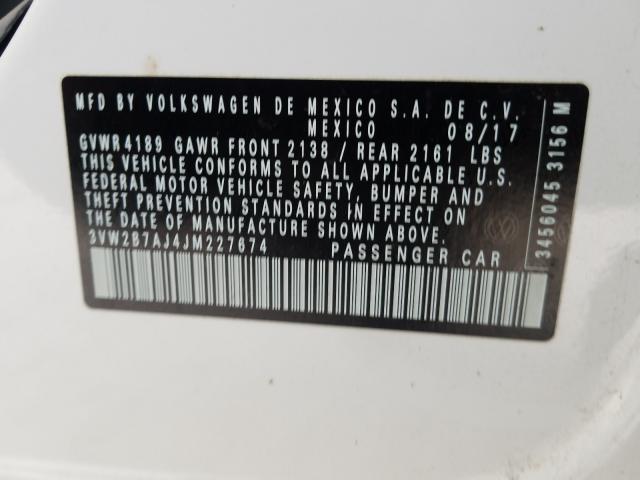 MFD BY VOLKSWAGEN DE MEXICO S.A. DE C.V.
MEXICO 08/17
GVWR 4189 GAWR FRONT 2138 / REAR 2161 LBS
THIS VEHICLE CONFORMS TO ALL APPLICABLE U.S.
FEDERAL MOTOR VEHICLE SAFETY, BUMPER AND
THEFT PREVENTION STANDARDS IN EFFECT ON THE
DATE OF MANUFACTURE SHOWN ABOVE.
3VW2B7AJ4JM227674 PASSENGER CAR
3456045 3156 M